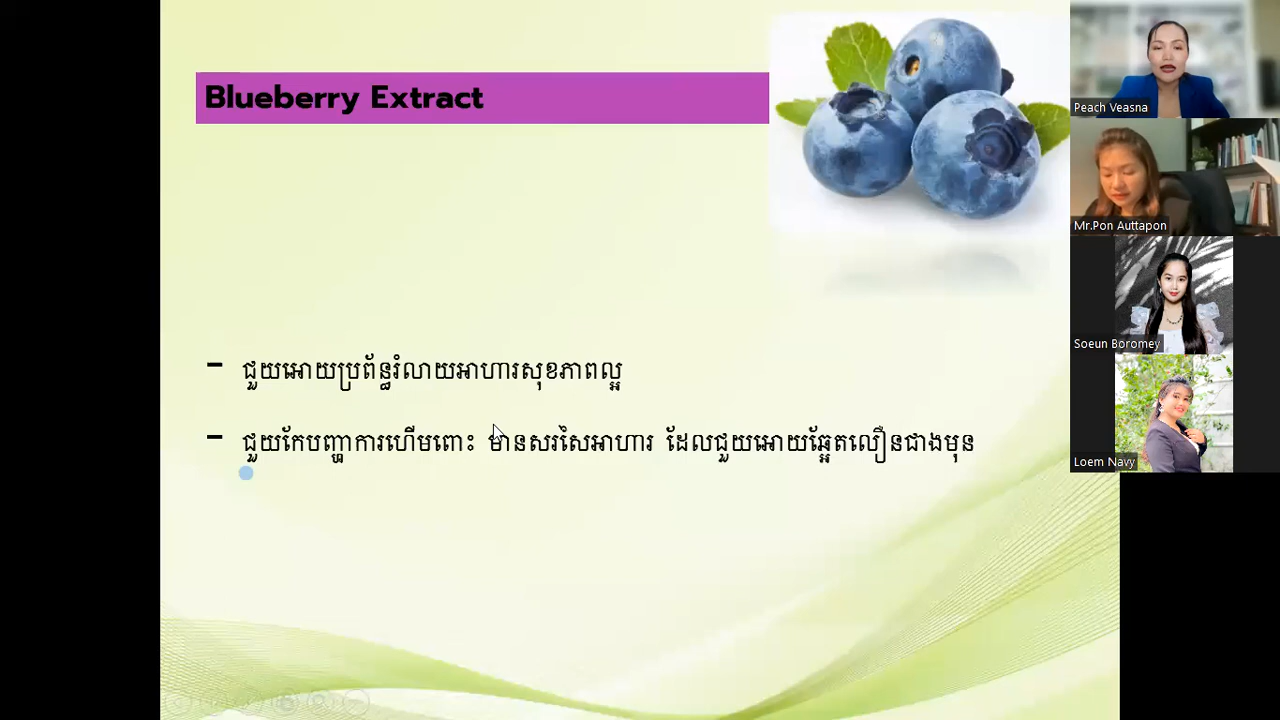 Blueberry Extract
- ជួយអោយប្រព័ន្ធរំលាយអាហារសុខភាពល្អ
- ជួយកែបញ្ហាការហើមពោះ មានសរសៃអាហារ ដែលជួយអោយឆ្អែតលឿនជាងមុន
Peach Veasna
Mr.Pon Auttapon
Soeun Boromey
Loem Navy